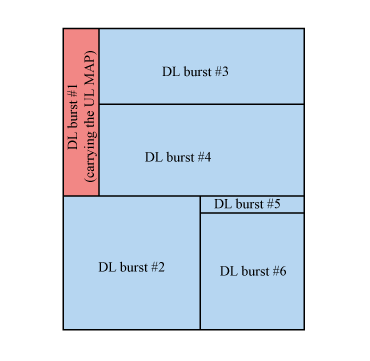 DL burst #1
(carrying the UL MAP)
DL burst #3
DL burst #4
DL burst #2
DL burst #5
DL burst #6